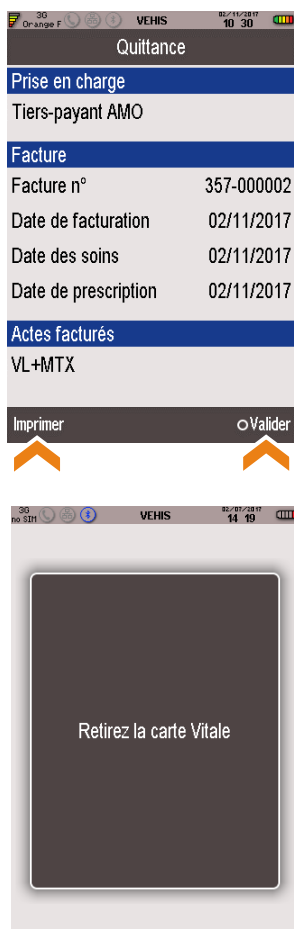 3G
Orange F VEHIS 02/11/2017
10 30
Quittance
Prise en charge
Tiers-payant AMO
Facture
Facture n° 357-000002
Date de facturation 02/11/2017
Date des soins 02/11/2017
Date de prescription 02/11/2017
Actes facturés
VL+MTX
Imprimer Valider
3G
no SIM VEHIS 02/07/2017
14 19
Retirez la carte Vitale